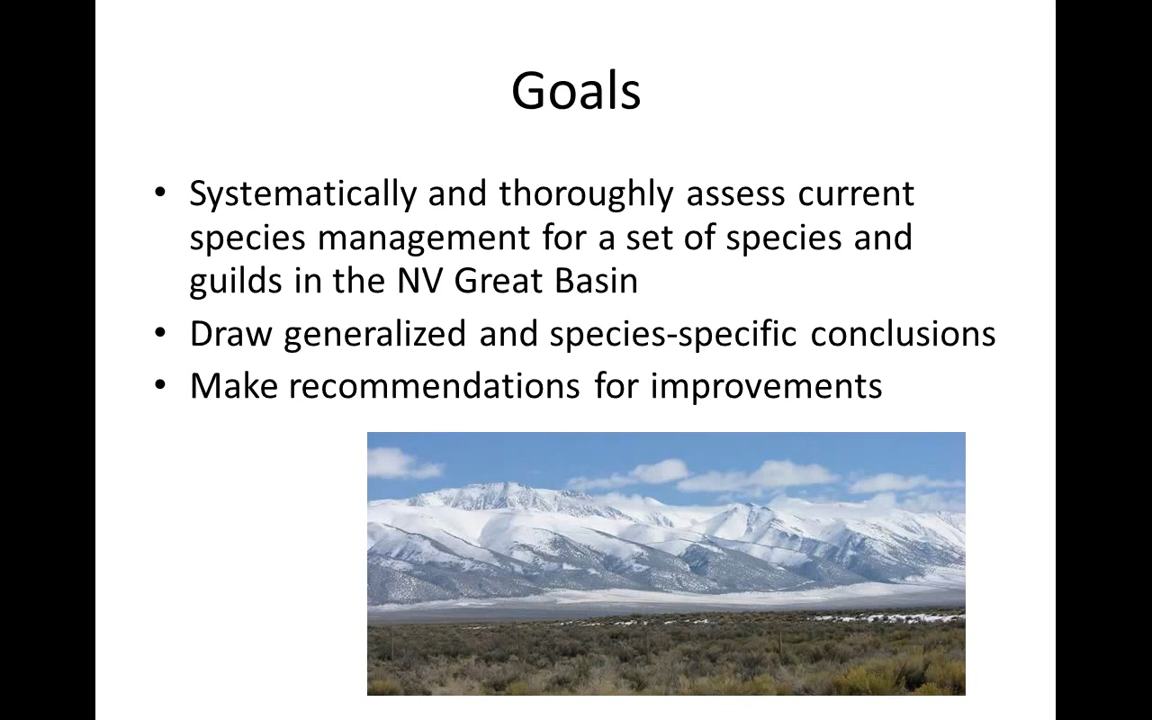 Goals
• Systematically and thoroughly assess current
species management for a set of species and
guilds in the NV Great Basin
• Draw generalized and species-specific conclusions
• Make recommendations for improvements